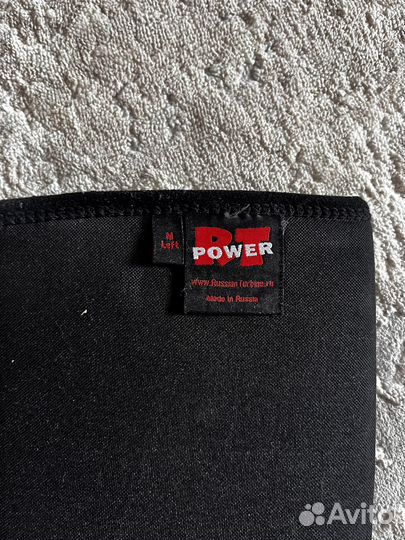 M
Left
RT
POWER
www.RussianTurbine.ru
Made in Russia
Avito